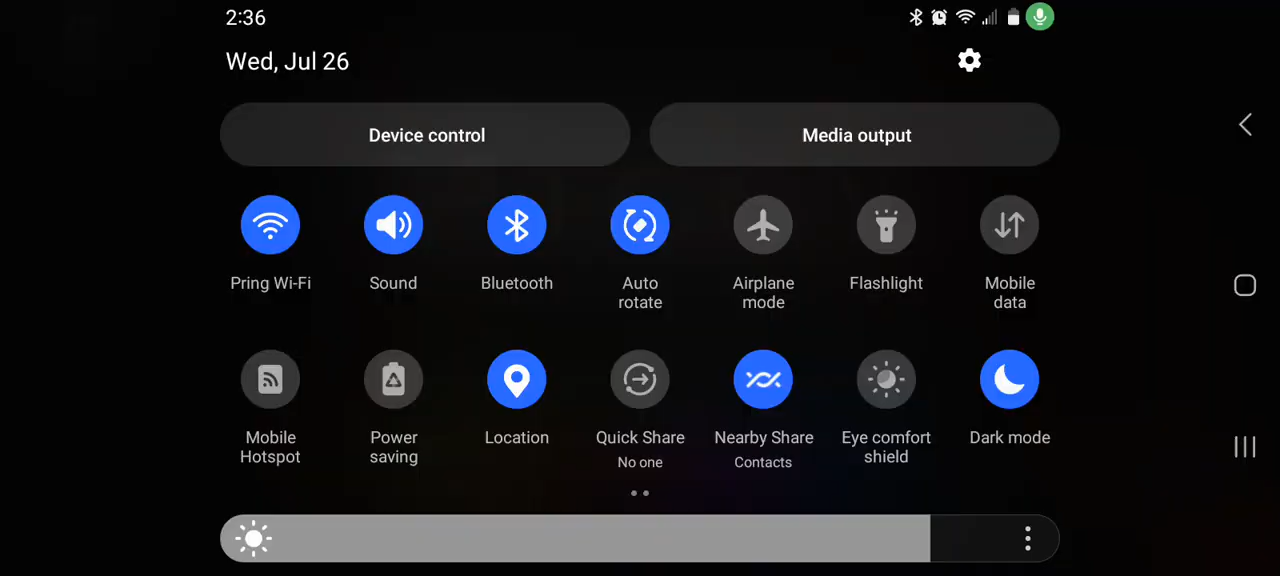 2:36
Wed, Jul 26
Device control
Media output
Pring Wi-Fi
Sound
Bluetooth
Auto
rotate
Airplane
mode
Flashlight
Mobile
data
Mobile
Hotspot
Power
saving
Location
Quick Share
No one
Nearby Share
Contacts
Eye comfort
shield
Dark mode